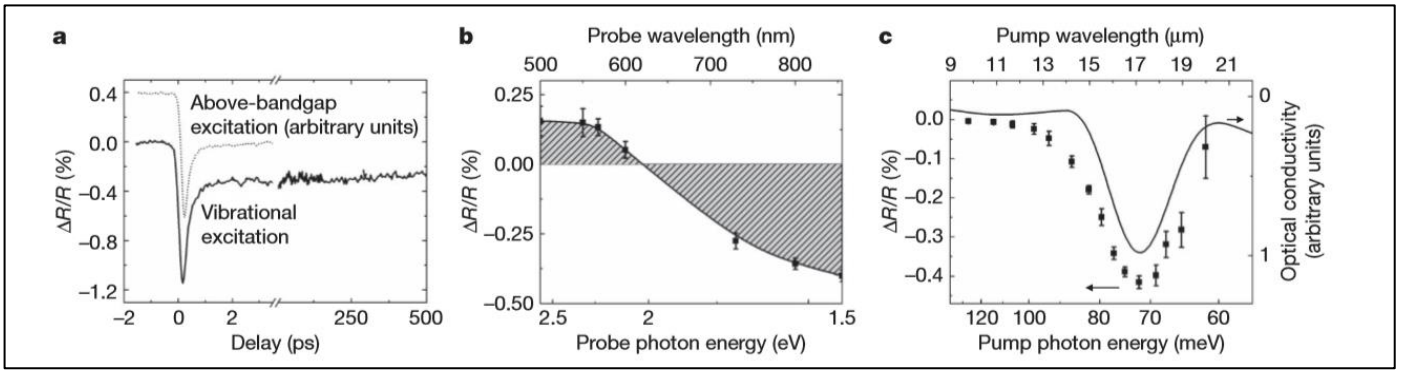 a
0.4
0.0
−0.4
−0.8
−1.2
ΔR/R (%)
Above-bandgap
excitation (arbitrary units)
Vibrational
excitation
−2 0 2 250 500
Delay (ps)
b
Probe wavelength (nm)
500 600 700 800
0.25
0.00
−0.25
−0.50
ΔR/R (%)
2.5 2 1.5
Probe photon energy (eV)
c
Pump wavelength (μm)
9 11 13 15 17 19 21
0.0
−0.1
−0.2
−0.3
−0.4
ΔR/R (%)
0
1
Optical conductivity
(arbitrary units)
120 100 80 70 60
Pump photon energy (meV)